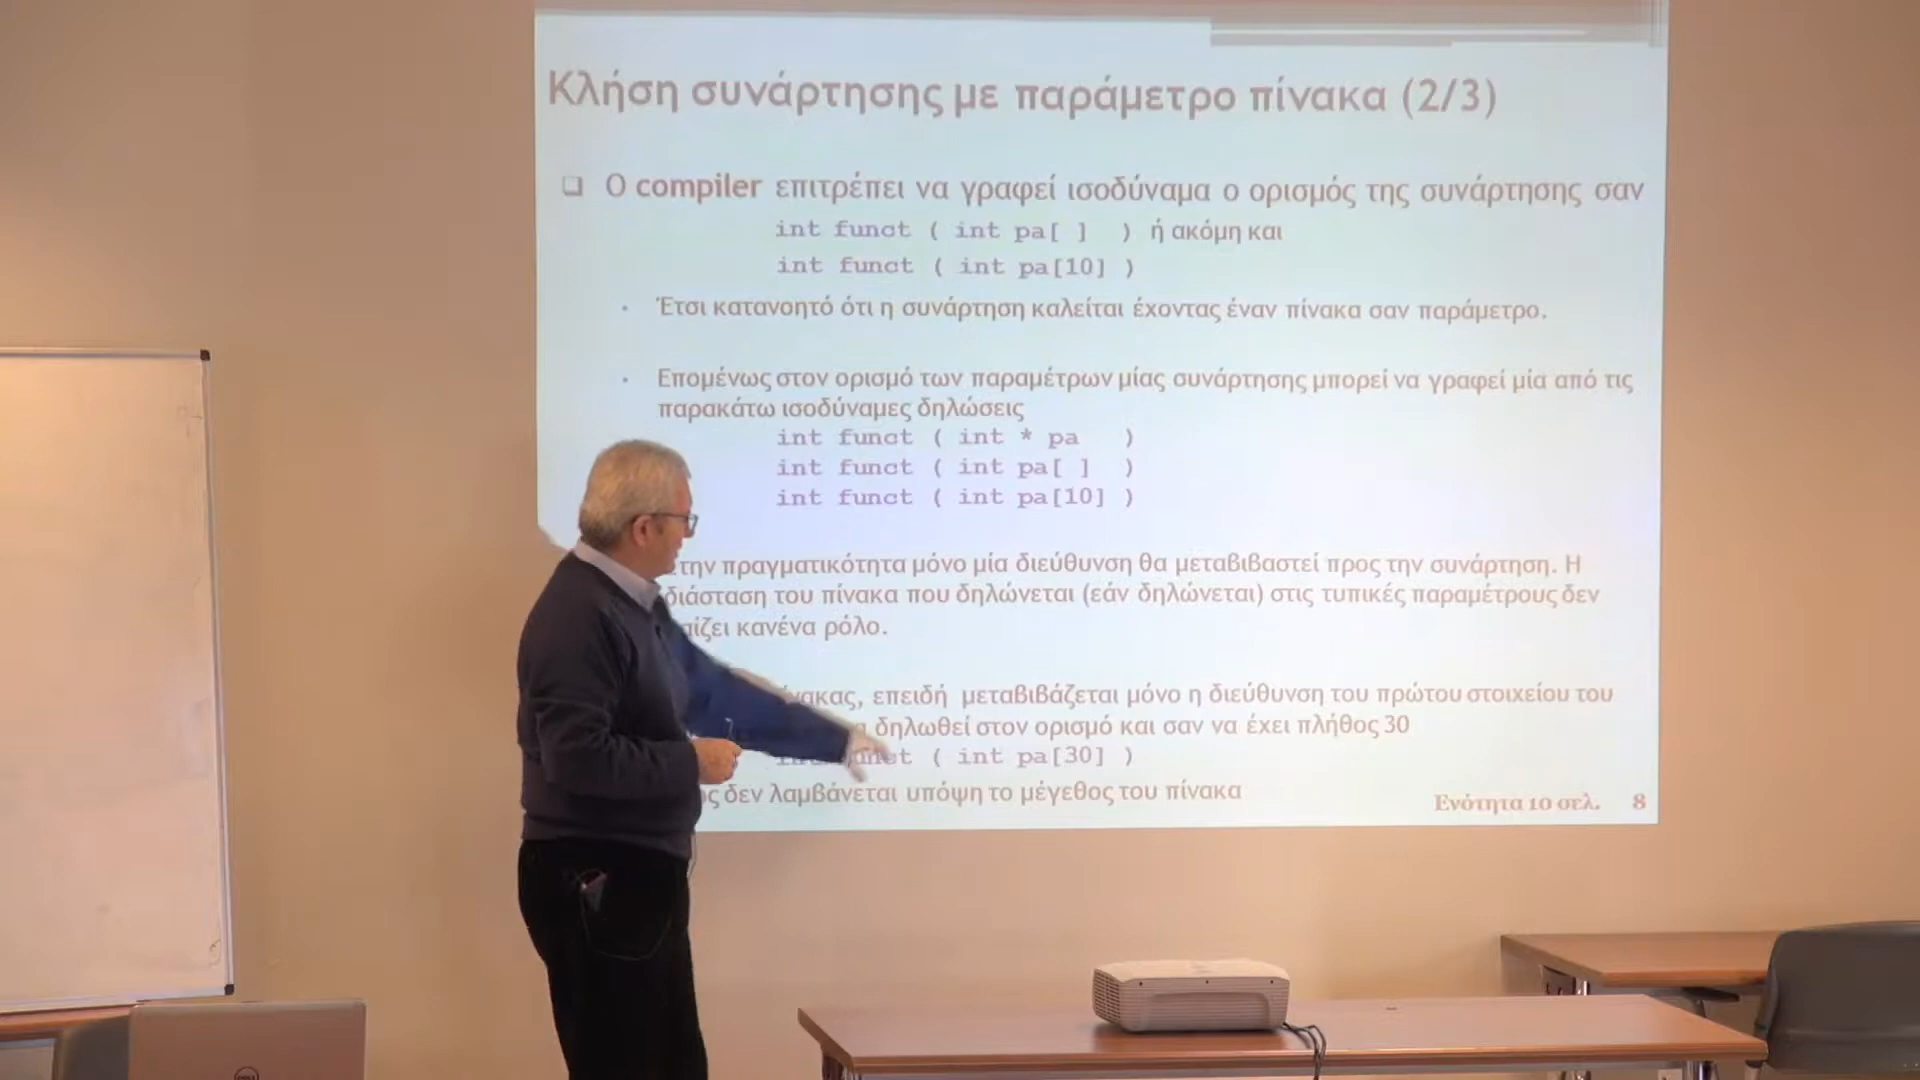 Κλήση συνάρτησης με παράμετρο πίνακα (2/3)
❑ Ο compiler επιτρέπει να γραφεί ισοδύναμα ο ορισμός της συνάρτησης σαν
int funct ( int pa[ ] ) ή ακόμη και
int funct ( int pa[10] )
• Έτσι κατανοητό ότι η συνάρτηση καλείται έχοντας έναν πίνακα σαν παράμετρο.
• Επομένως στον ορισμό των παραμέτρων μίας συνάρτησης μπορεί να γραφεί μία από τις
παρακάτω ισοδύναμες δηλώσεις
int funct ( int * pa )
int funct ( int pa[ ] )
int funct ( int pa[10] )
την πραγματικότητα μόνο μία διεύθυνση θα μεταβιβαστεί προς την συνάρτηση. Η
διάσταση του πίνακα που δηλώνεται (εάν δηλώνεται) στις τυπικές παραμέτρους δεν
αίζει κανένα ρόλο.
ίνακας, επειδή μεταβιβάζεται μόνο η διεύθυνση του πρώτου στοιχείου του
δηλωθεί στον ορισμό και σαν να έχει πλήθος 30
( int pa[30] )
δεν λαμβάνεται υπόψη το μέγεθος του πίνακα
Ενότητα 10 σελ. 8